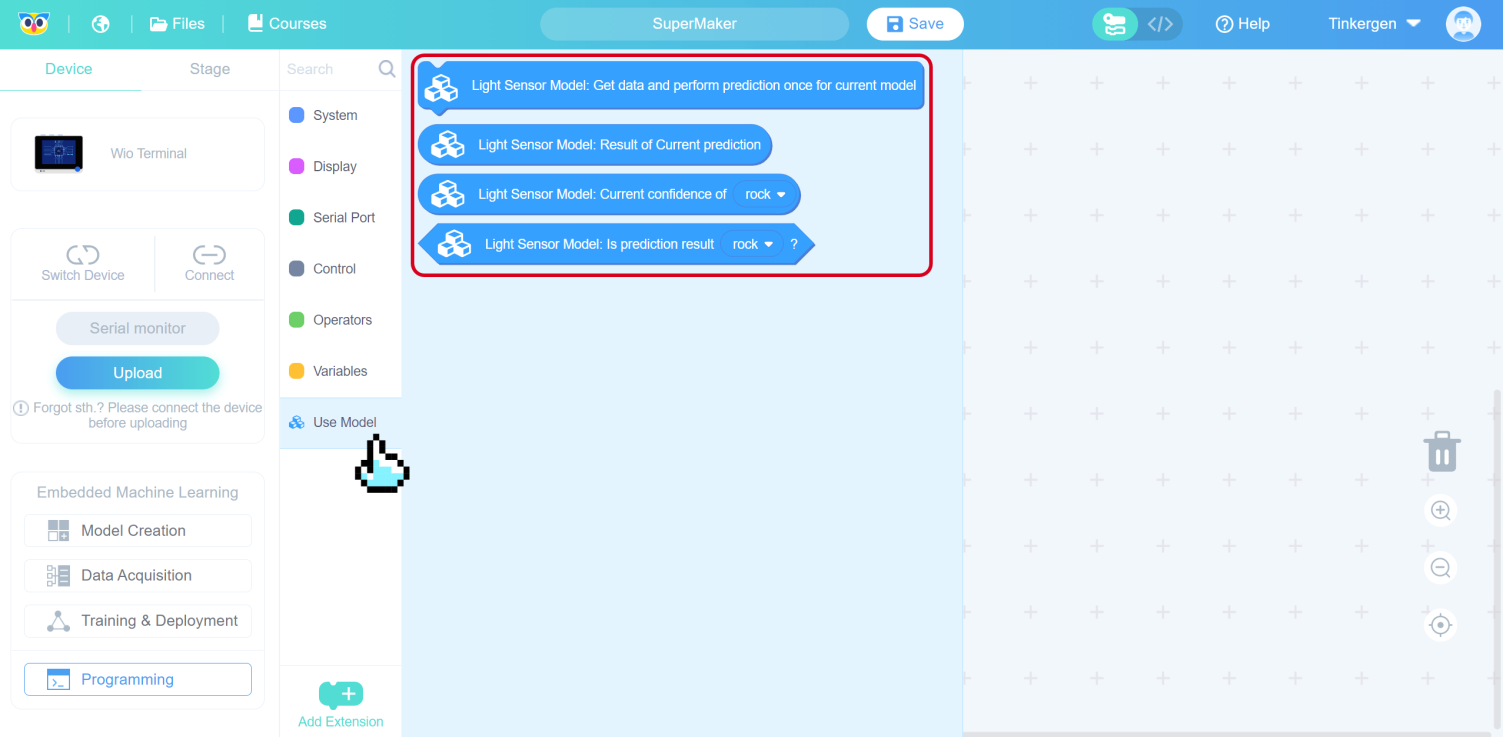 Files
Courses
SuperMaker
Save
</>
Help
Tinkergen
Device
Stage
Search
Wio Terminal
Switch Device
Connect
Serial monitor
Upload
Forgot sth.? Please connect the device
before uploading
Embedded Machine Learning
Model Creation
Data Acquisition
Training & Deployment
Programming
System
Display
Serial Port
Control
Operators
Variables
Use Model
Add Extension
Light Sensor Model: Get data and perform prediction once for current model
Light Sensor Model: Result of Current prediction
Light Sensor Model: Current confidence of rock
Light Sensor Model: Is prediction result rock ?